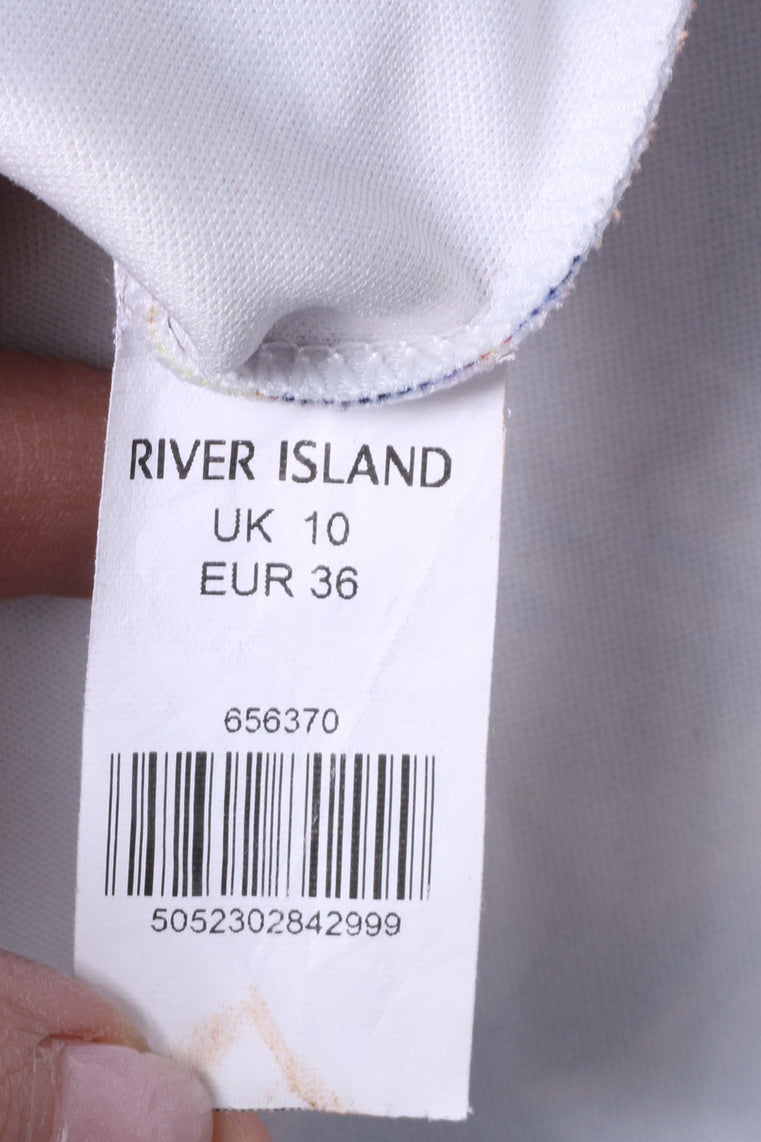 RIVER ISLAND
UK 10
EUR 36
656370
5052302842999